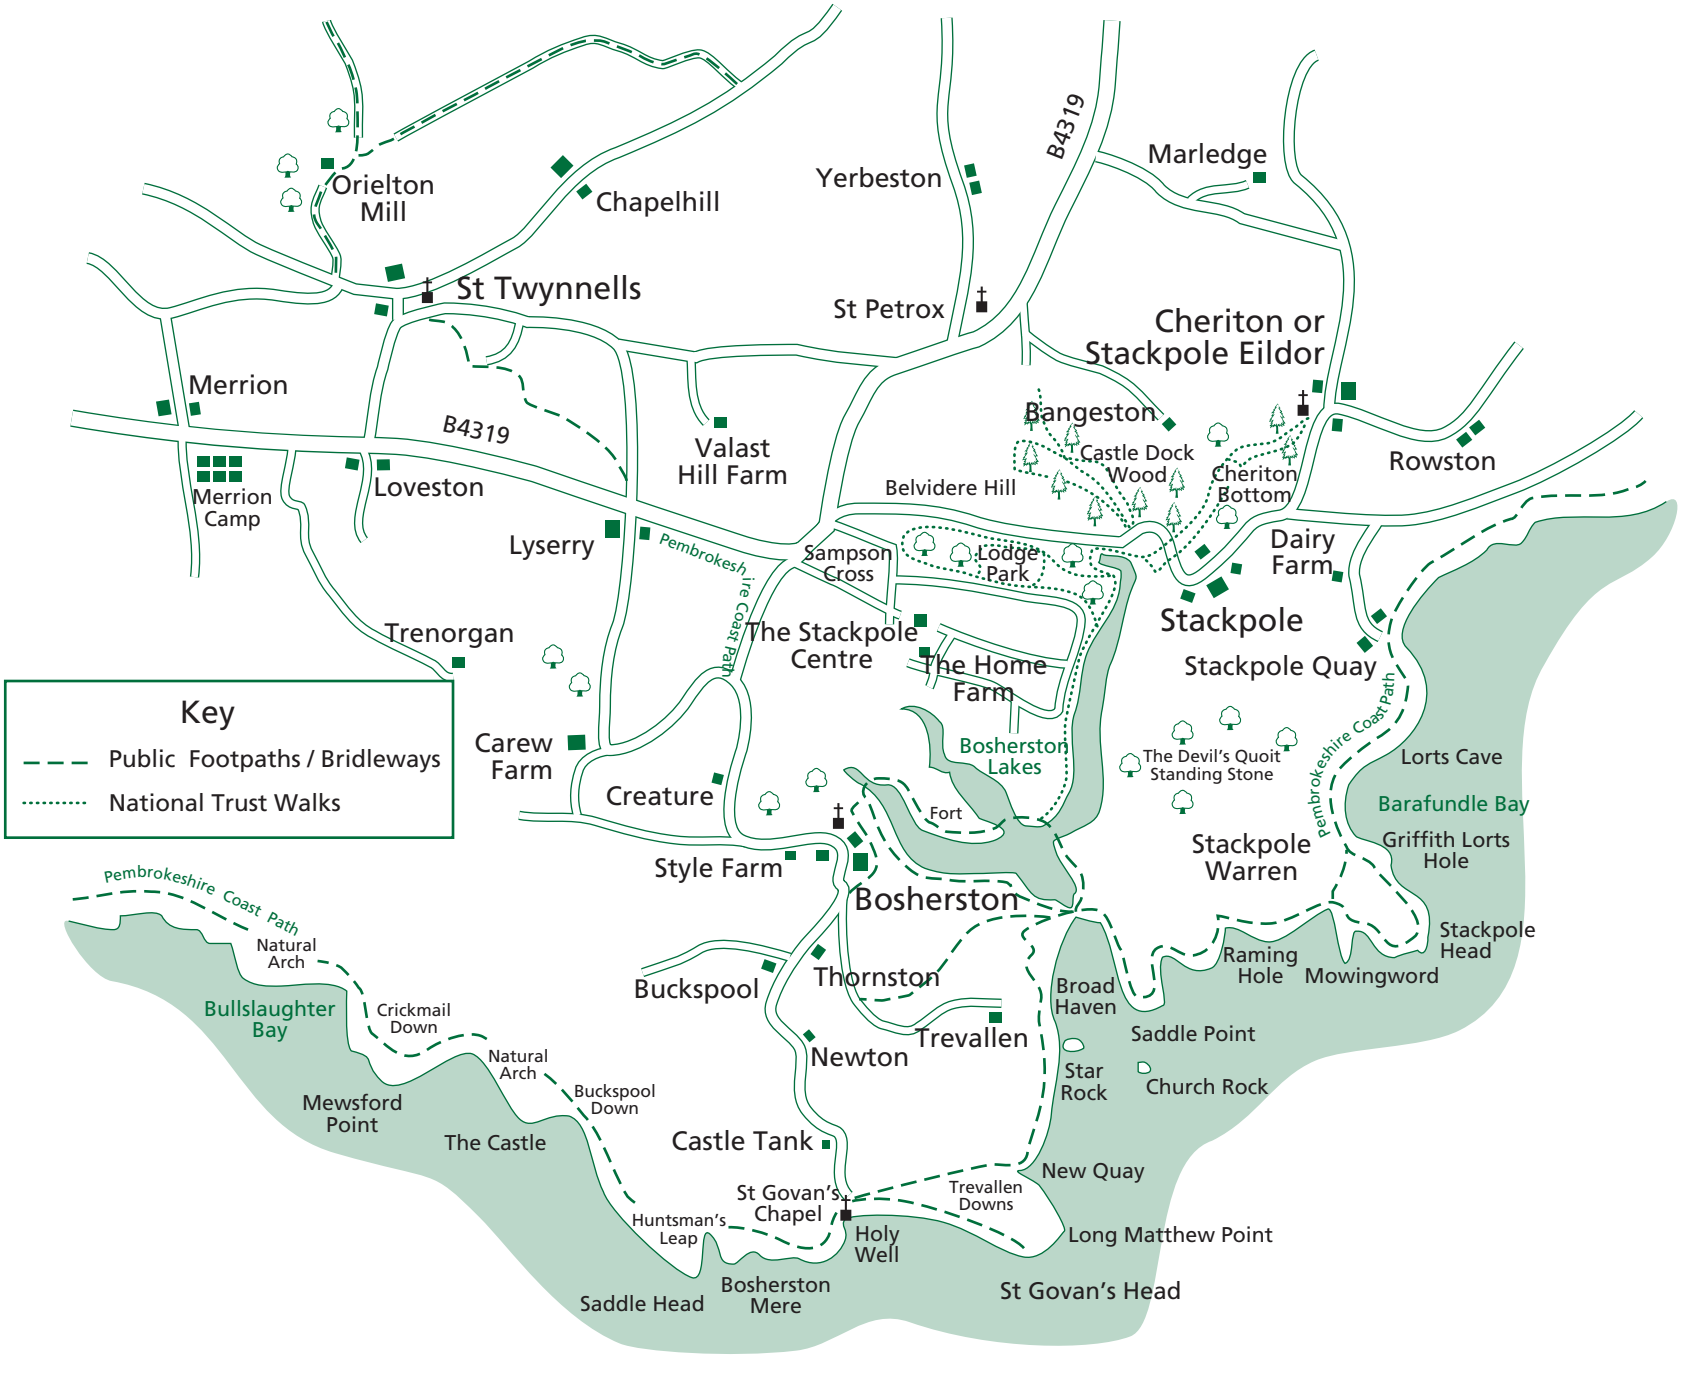 B4319
Marledge
Yerbeston
Orielton
Mill
Chapelhill
St Twynnells
St Petrox
Cheriton or
Stackpole Eildor
Merrion
B4319
Bangeston
Valast
Hill Farm
Castle Dock
Wood
Cheriton
Bottom
Rowston
Merrion
Camp
Loveston
Belvidere Hill
Lyserry
Pembrokeshire Coast Path
Sampson
Cross
Lodge
Park
Dairy
Farm
Trenorgan
The Stackpole
Centre
Stackpole
The Home
Farm
Stackpole Quay
Key
Public Footpaths / Bridleways
National Trust Walks
Carew
Farm
Creature
Bosherston
Lakes
The Devil's Quoit
Standing Stone
Pembrokeshire Coast Path
Lorts Cave
Barafundle Bay
Fort
Griffith Lorts
Hole
Stackpole
Warren
Style Farm
Bosherston
Pembrokeshire Coast Path
Natural
Arch
Stackpole
Head
Raming
Hole
Mowingword
Buckspool
Thornston
Broad
Haven
Bullslaughter
Bay
Crickmail
Down
Trevallen
Saddle Point
Newton
Natural
Arch
Star
Rock
Church Rock
Buckspool
Down
Mewsford
Point
The Castle
Castle Tank
New Quay
St Govan's
Chapel
Trevallen
Downs
Huntsman's
Leap
Holy
Well
Long Matthew Point
Bosherston
Mere
Saddle Head
St Govan's Head